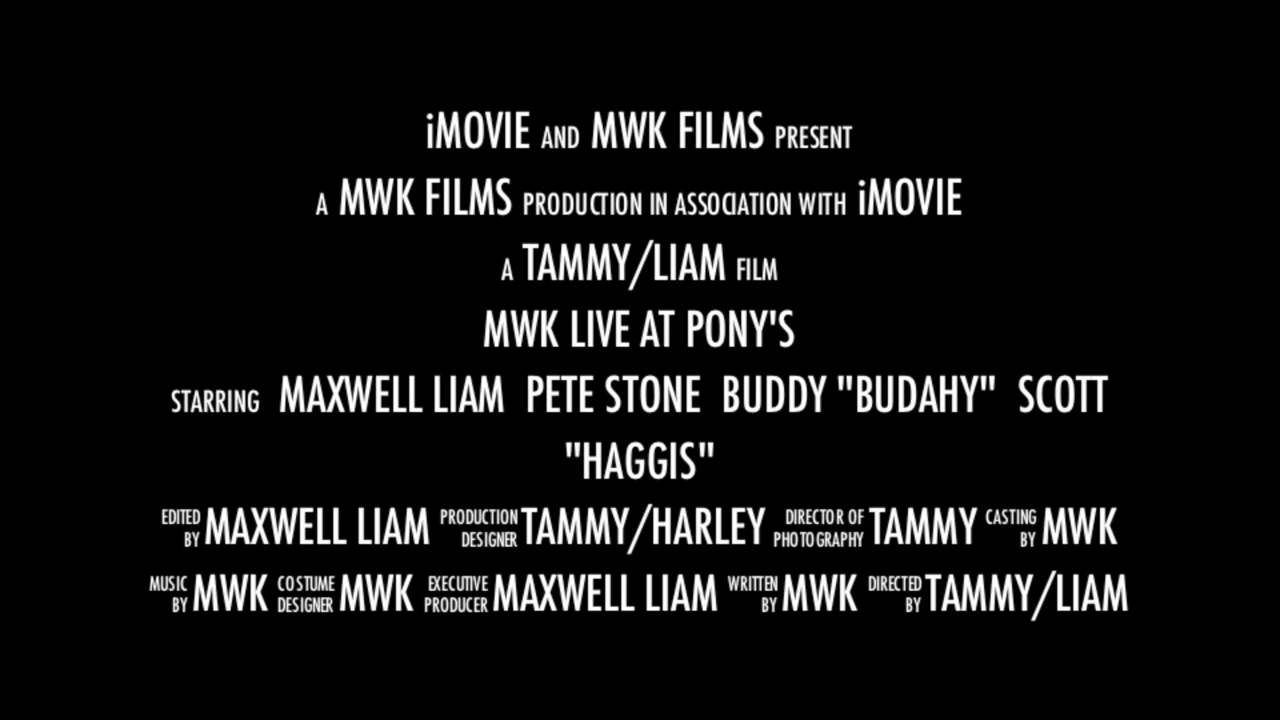 iMOVIE AND MWK FILMS PRESENT
A MWK FILMS PRODUCTION IN ASSOCIATION WITH iMOVIE
A TAMMY/LIAM FILM
MWK LIVE AT PONY'S
STARRING MAXWELL LIAM PETE STONE BUDDY "BUDAHY" SCOTT
"HAGGIS"
EDITED BY MAXWELL LIAM PRODUCTION DESIGNER TAMMY/HARLEY DIRECTOR OF PHOTOGRAPHY TAMMY CASTING BY MWK
MUSIC BY MWK COSTUME DESIGNER MWK EXECUTIVE PRODUCER MAXWELL LIAM WRITTEN BY MWK DIRECTED BY TAMMY/LIAM